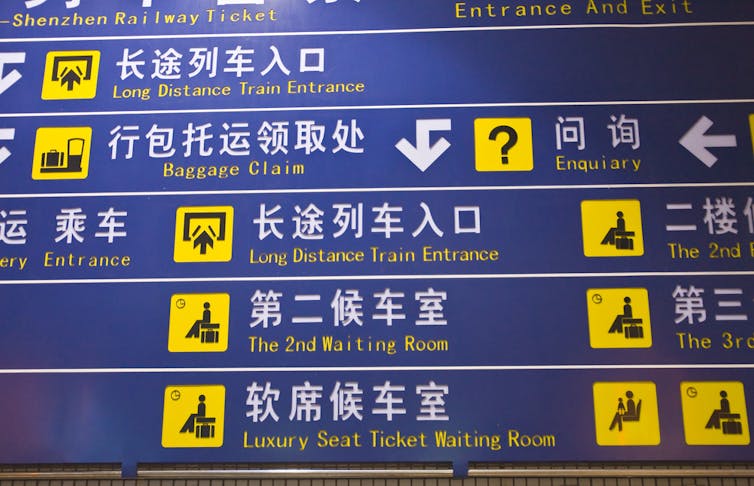 -Shenzhen Railway Ticket
Entrance And Exit
长途列车入口
Long Distance Train Entrance
行包托运领取处
Baggage Claim
?
问询
Enquiary
运 乘车
ery Entrance
长途列车入口
Long Distance Train Entrance
二楼
The 2nd
第二候车室
The 2nd Waiting Room
第三
The 3rd
软席候车室
Luxury Seat Ticket Waiting Room